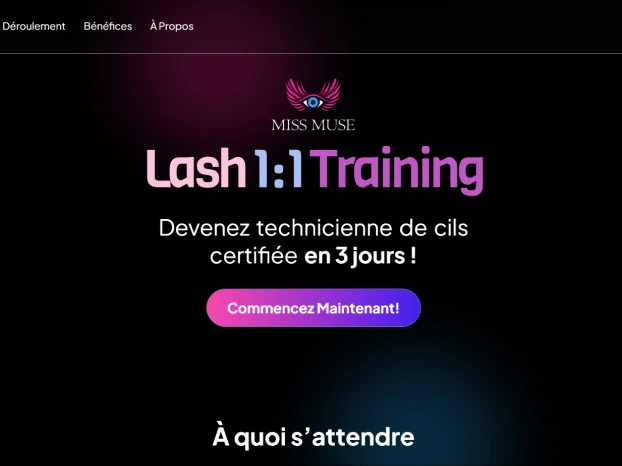 Déroulement Bénéfices À Propos
MISS MUSE
Lash 1:1 Training
Devenez technicienne de cils
certifiée en 3 jours !
Commencez Maintenant!
À quoi s’attendre